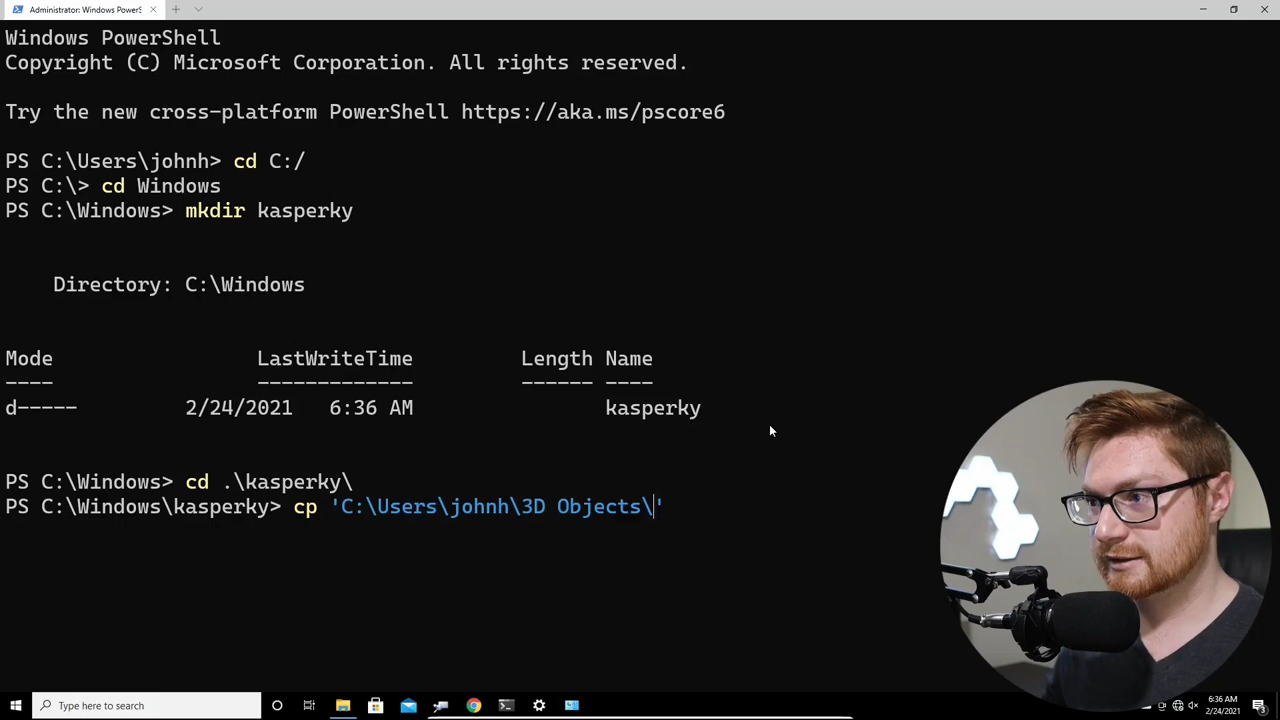 Administrator: Windows PowerS
Windows PowerShell
Copyright (C) Microsoft Corporation. All rights reserved.
Try the new cross-platform PowerShell https://aka.ms/pscore6
PS C:\Users\johnh> cd C:/
PS C:\> cd Windows
PS C:\Windows> mkdir kasperky
Directory: C:\Windows
Mode LastWriteTime Length Name
---- ------------- ------ ----
d----- 2/24/2021 6:36 AM kasperky
PS C:\Windows> cd .\kasperky\
PS C:\Windows\kasperky> cp 'C:\Users\johnh\3D Objects\'
Type here to search
6:36 AM
2/24/2021